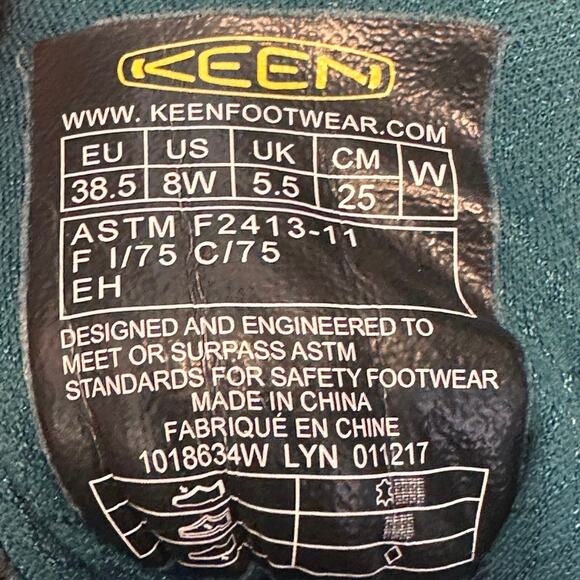 KEEN
WWW. KEENFOOTWEAR.COM
EU US UK CM W
38.5 8W 5.5 25
ASTM F2413-11
F I/75 C/75
EH
DESIGNED AND ENGINEERED TO
MEET OR SURPASS ASTM
STANDARDS FOR SAFETY FOOTWEAR
MADE IN CHINA
FABRIQUÉ EN CHINE
1018634W LYN 011217